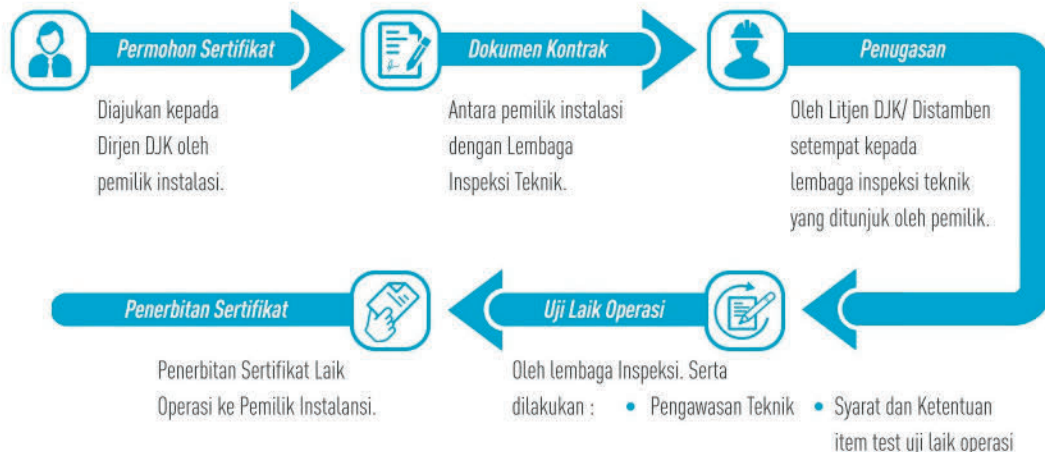 Permohon Sertifikat
Diajukan kepada
Dirjen DJK oleh
pemilik instalasi.
Dokumen Kontrak
Antara pemilik instalasi
dengan Lembaga
Inspeksi Teknik.
Penugasan
Oleh Litjen DJK/ Distamben
setempat kepada
lembaga inspeksi teknik
yang ditunjuk oleh pemilik.
Uji Laik Operasi
Oleh lembaga Inspeksi. Serta
dilakukan : • Pengawasan Teknik • Syarat dan Ketentuan
item test uji laik operasi
Penerbitan Sertifikat
Penerbitan Sertifikat Laik
Operasi ke Pemilik Instalansi.